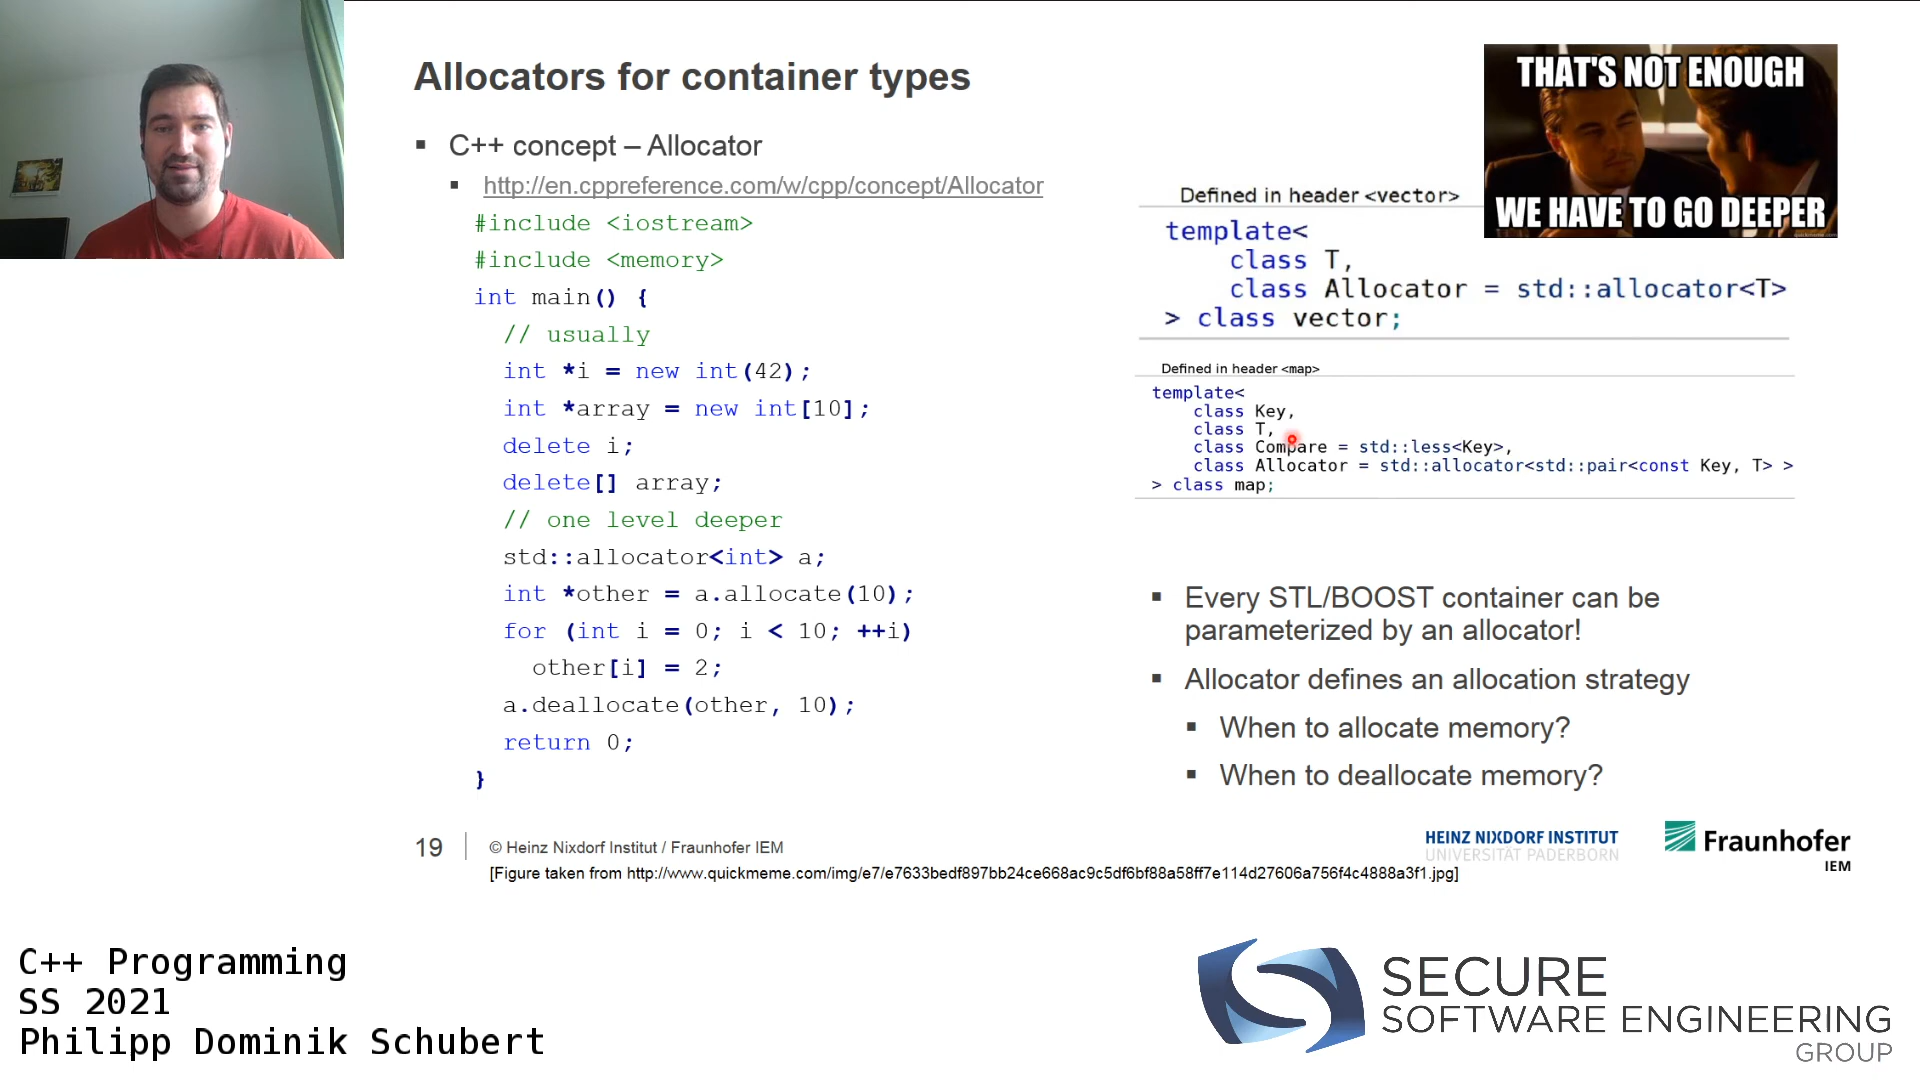 Allocators for container types
▪ C++ concept – Allocator
▪ http://en.cppreference.com/w/cpp/concept/Allocator
#include <iostream>
#include <memory>
int main() {
// usually
int *i = new int(42);
int *array = new int[10];
delete i;
delete[] array;
// one level deeper
std::allocator<int> a;
int *other = a.allocate(10);
for (int i = 0; i < 10; ++i)
other[i] = 2;
a.deallocate(other, 10);
return 0;
}
THAT'S NOT ENOUGH
WE HAVE TO GO DEEPER
Defined in header <vector>
template<
class T,
class Allocator = std::allocator<T>
> class vector;
Defined in header <map>
template<
class Key,
class T,
class Compare = std::less<Key>,
class Allocator = std::allocator<std::pair<const Key, T> >
> class map;
▪ Every STL/BOOST container can be
parameterized by an allocator!
▪ Allocator defines an allocation strategy
▪ When to allocate memory?
▪ When to deallocate memory?
19
© Heinz Nixdorf Institut / Fraunhofer IEM
[Figure taken from http://www.quickmeme.com/img/e7/e7633bedf897bb24ce668ac9c5df6bf88a58ff7e114d27606a756f4c4888a3f1.jpg]
HEINZ NIXDORF INSTITUT
UNIVERSITÄT PADERBORN
Fraunhofer
IEM
C++ Programming
SS 2021
Philipp Dominik Schubert
SECURE
SOFTWARE ENGINEERING
GROUP